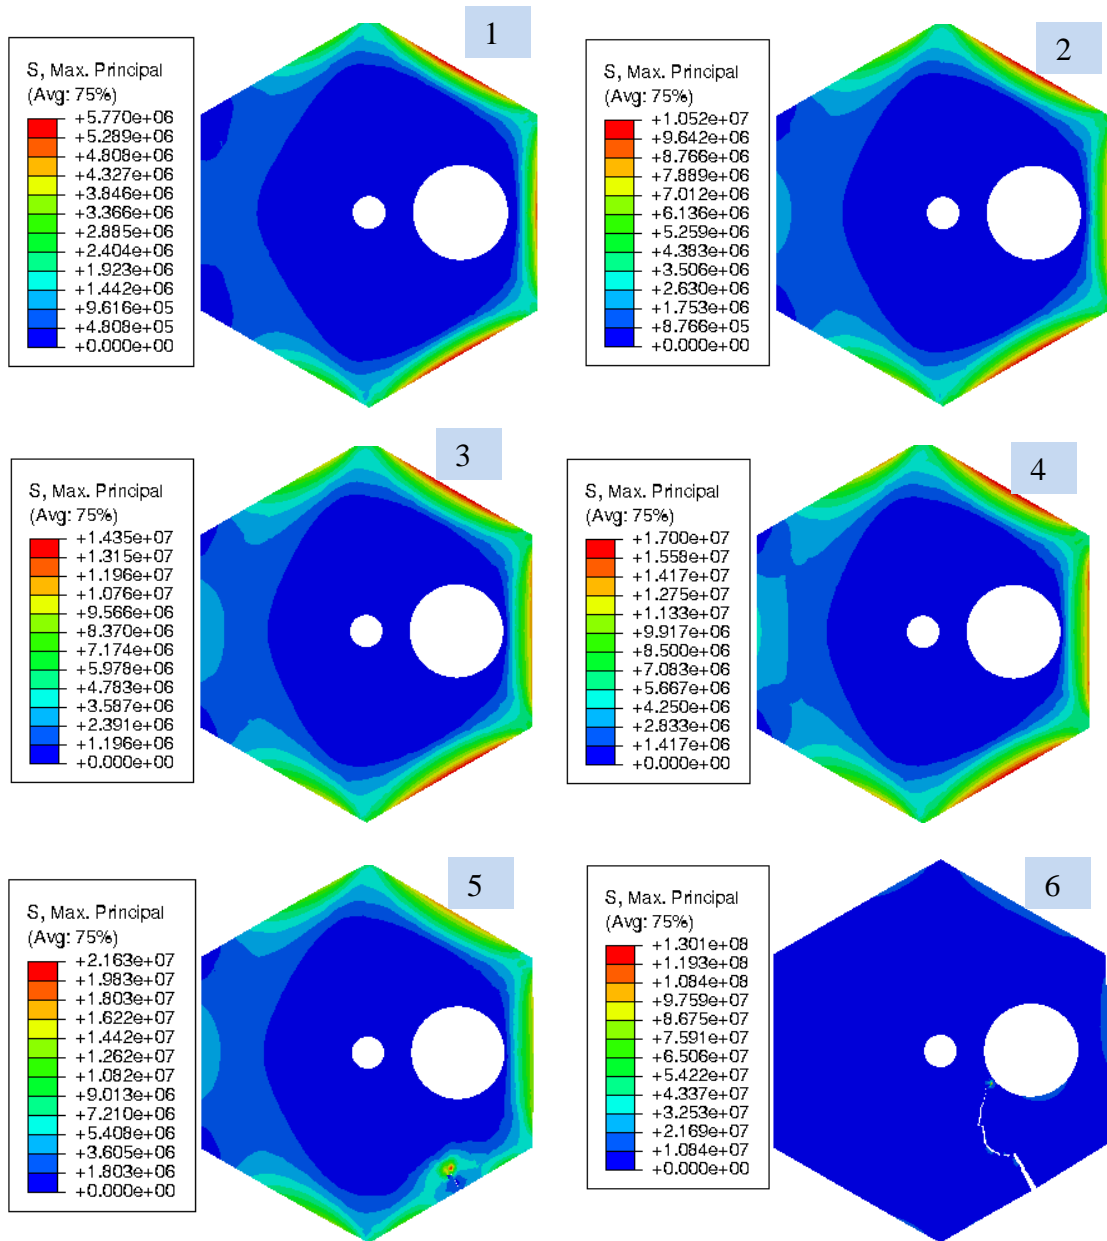 1
S, Max. Principal
(Avg: 75%)
+5.770e+06
+5.289e+06
+4.808e+06
+4.327e+06
+3.846e+06
+3.366e+06
+2.885e+06
+2.404e+06
+1.923e+06
+1.442e+06
+9.616e+05
+4.808e+05
+0.000e+00
2
S, Max. Principal
(Avg: 75%)
+1.052e+07
+9.642e+06
+8.766e+06
+7.889e+06
+7.012e+06
+6.136e+06
+5.259e+06
+4.383e+06
+3.506e+06
+2.630e+06
+1.753e+06
+8.766e+05
+0.000e+00
3
S, Max. Principal
(Avg: 75%)
+1.435e+07
+1.315e+07
+1.196e+07
+1.076e+07
+9.566e+06
+8.370e+06
+7.174e+06
+5.978e+06
+4.783e+06
+3.587e+06
+2.391e+06
+1.196e+06
+0.000e+00
4
S, Max. Principal
(Avg: 75%)
+1.700e+07
+1.558e+07
+1.417e+07
+1.275e+07
+1.133e+07
+9.917e+06
+8.500e+06
+7.083e+06
+5.667e+06
+4.250e+06
+2.833e+06
+1.417e+06
+0.000e+00
5
S, Max. Principal
(Avg: 75%)
+2.163e+07
+1.983e+07
+1.803e+07
+1.622e+07
+1.442e+07
+1.262e+07
+1.082e+07
+9.013e+06
+7.210e+06
+5.408e+06
+3.605e+06
+1.803e+06
+0.000e+00
6
S, Max. Principal
(Avg: 75%)
+1.301e+08
+1.193e+08
+1.084e+08
+9.759e+07
+8.675e+07
+7.591e+07
+6.506e+07
+5.422e+07
+4.337e+07
+3.253e+07
+2.169e+07
+1.084e+07
+0.000e+00